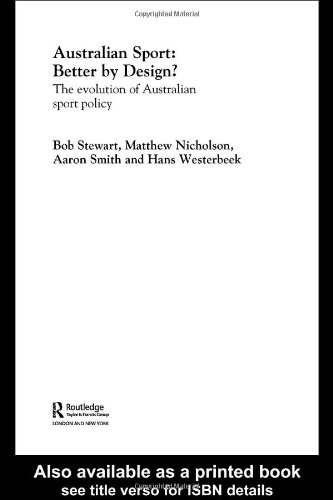 Australian Sport:
Better by Design?
The evolution of Australian
sport policy
Bob Stewart, Matthew Nicholson,
Aaron Smith and Hans Westerbeek
Routledge
Taylor & Francis Group
LONDON AND NEW YORK
Also available as a printed book
see title verso for ISBN details